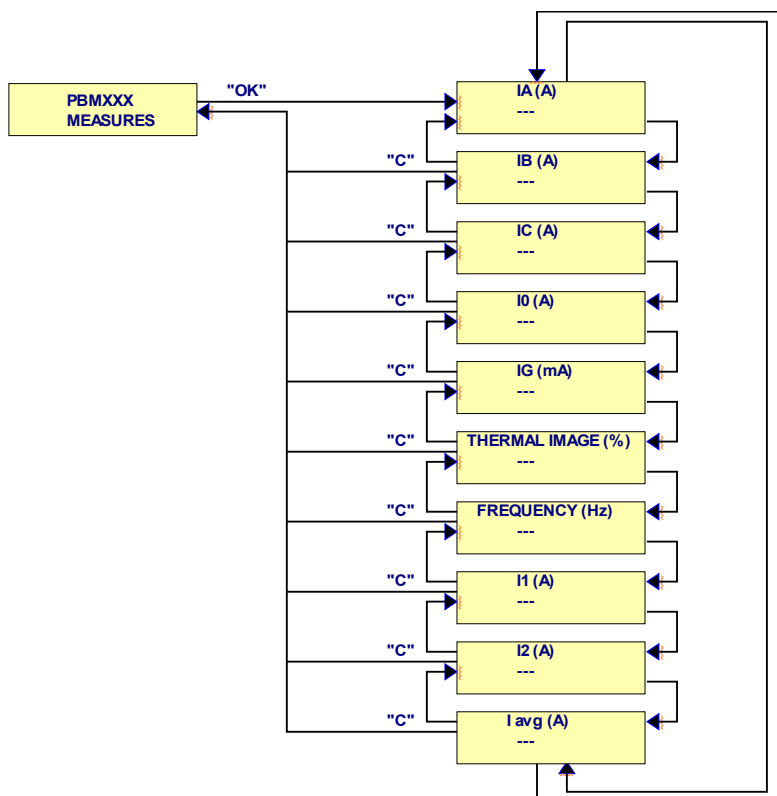 "OK"
PBMXXX
MEASURES
IA (A)
---
"C"
IB (A)
---
"C"
IC (A)
---
"C"
I0 (A)
---
"C"
IG (mA)
---
"C"
THERMAL IMAGE (%)
---
"C"
FREQUENCY (Hz)
---
"C"
I1 (A)
---
"C"
I2 (A)
---
"C"
I avg (A)
---